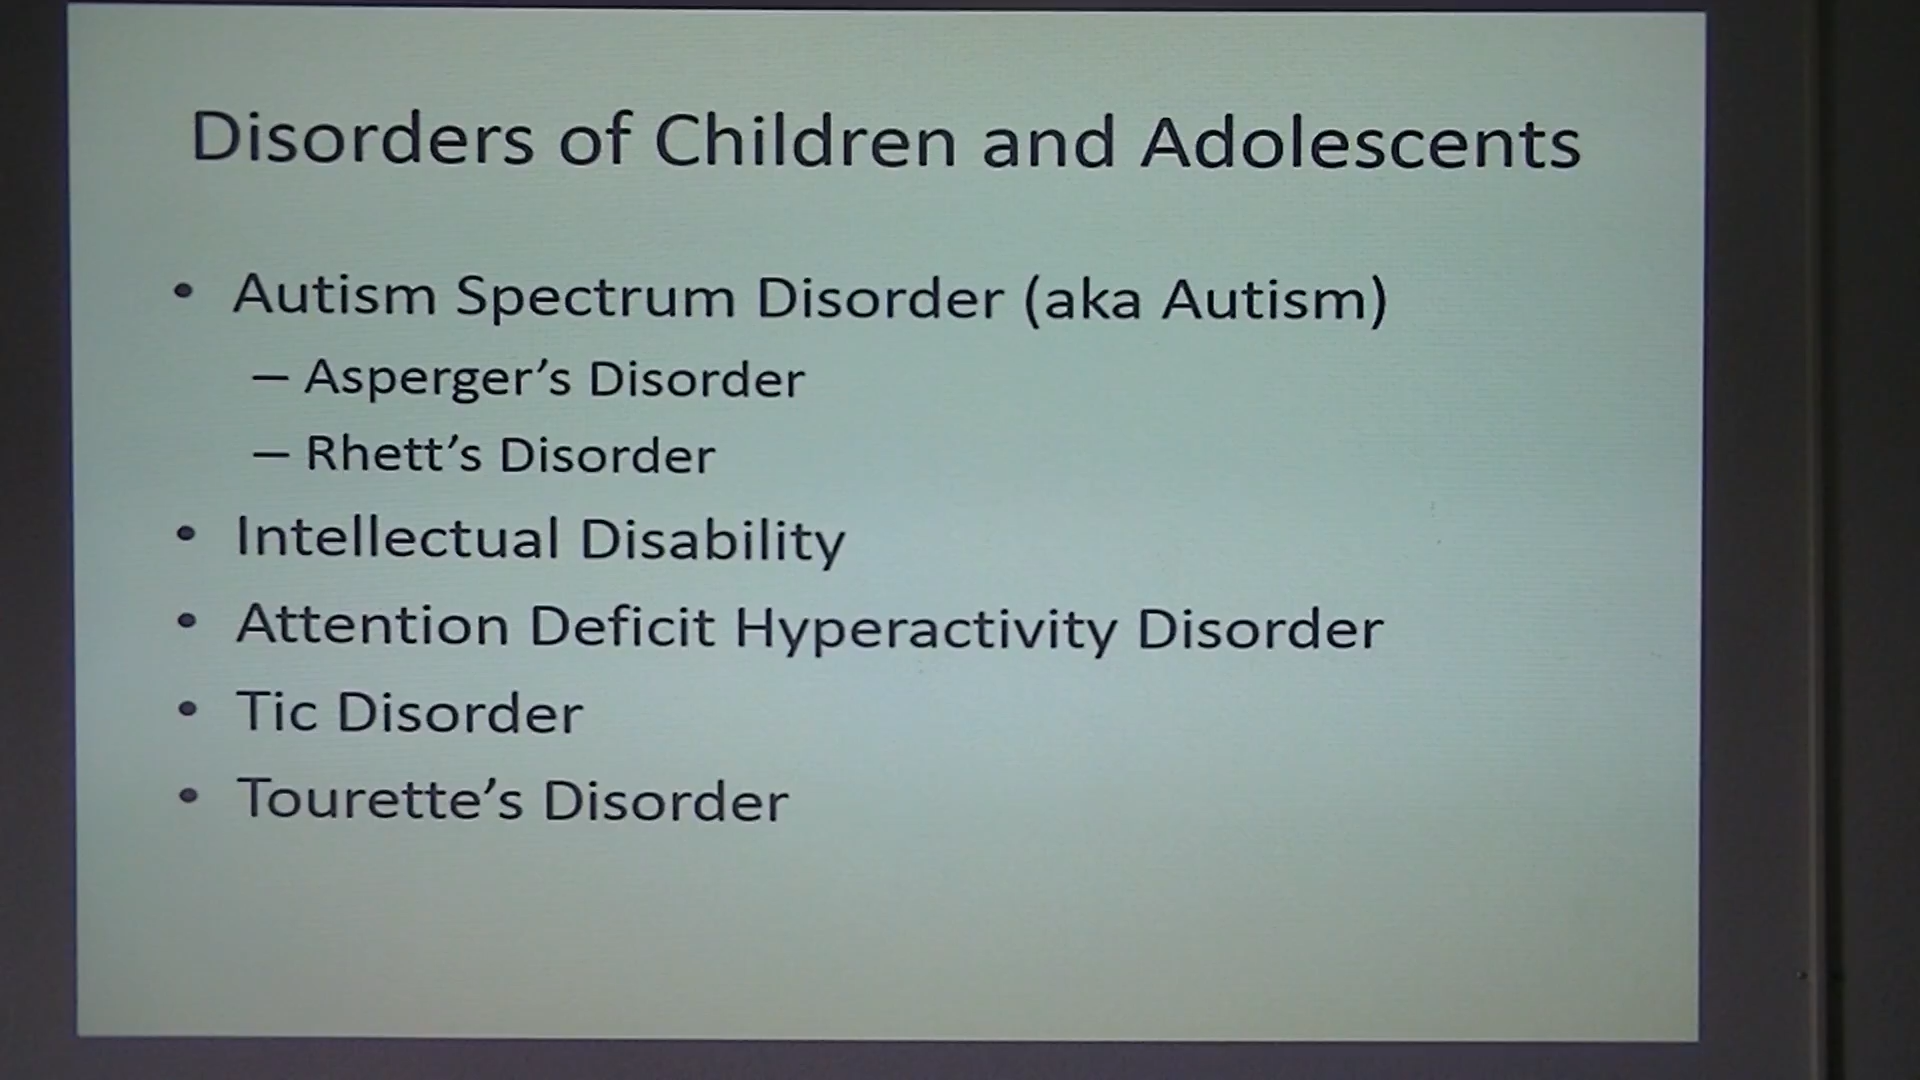 Disorders of Children and Adolescents
• Autism Spectrum Disorder (aka Autism)
– Asperger’s Disorder
– Rhett’s Disorder
• Intellectual Disability
• Attention Deficit Hyperactivity Disorder
• Tic Disorder
• Tourette’s Disorder